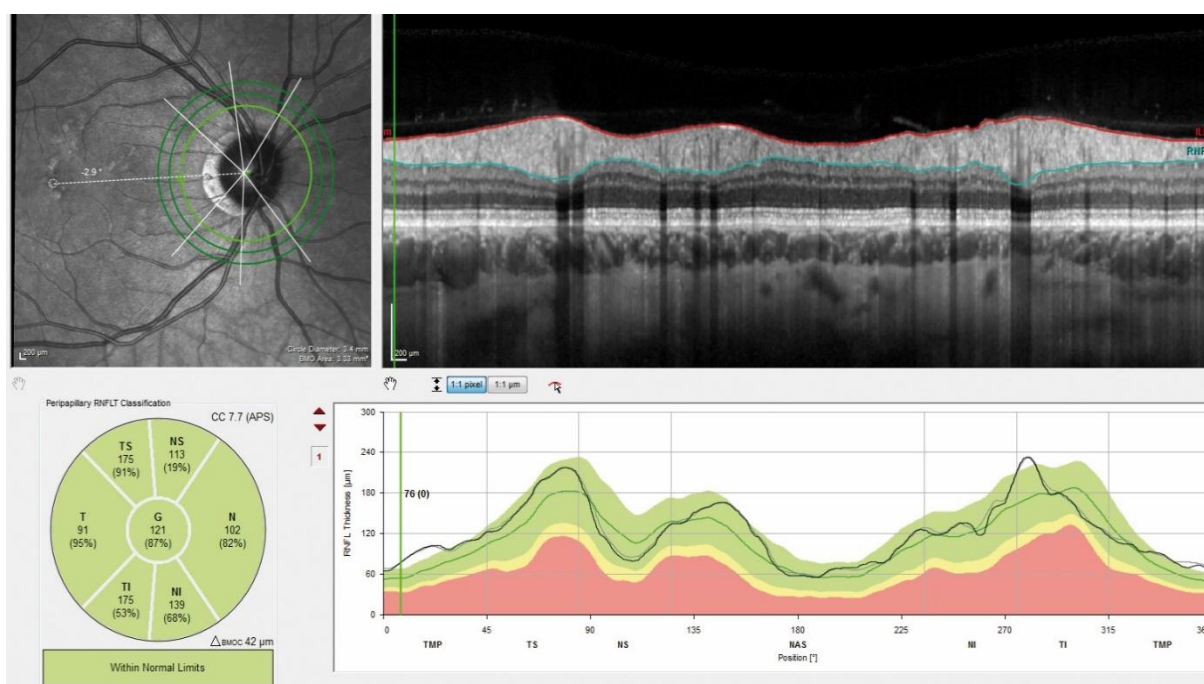 -2.9 °
200 µm
Circle Diameter: 3.4 mm
BMO Area: 3.33 mm²
200 µm
1:1 pixel 1:1 µm
Peripapillary RNFLT Classification
CC 7.7 (APS)
TS
175
(91%)
NS
113
(19%)
T
91
(95%)
G
121
(87%)
N
102
(82%)
TI
175
(53%)
NI
139
(68%)
△BMOC 42 µm
Within Normal Limits
1
RNFL Thickness [µm]
300
240
180
120
60
0
76 (0)
0 45 90 135 180 225 270 315
TMP TS NS NAS NI TI TMP
Position [°]